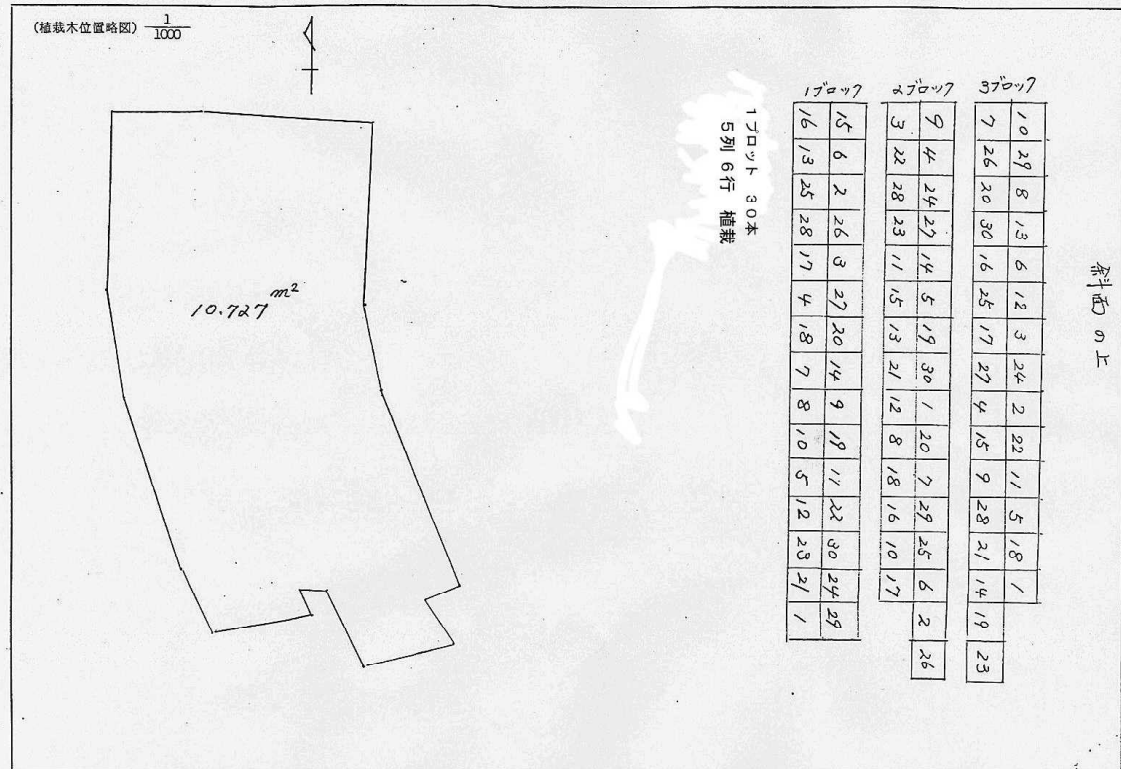 (植栽木位置略図) 1/1000
10.727 m²
斜面の上
3ブロック
10 29 8 13 6 12 3 24 2 22 11 5 18 1
7 26 20 30 16 25 17 27 4 15 9 28 21 14 19 23
2ブロック
9 4 24 27 14 5 19 30 1 20 7 29 25 6 2 26
3 22 28 23 11 15 13 21 12 8 18 16 10 17
1ブロック
15 6 2 26 3 27 20 14 9 19 11 22 30 24 29
16 13 25 28 17 4 18 7 8 10 5 12 23 21 1
1プロット 30本
5列 6行 植栽